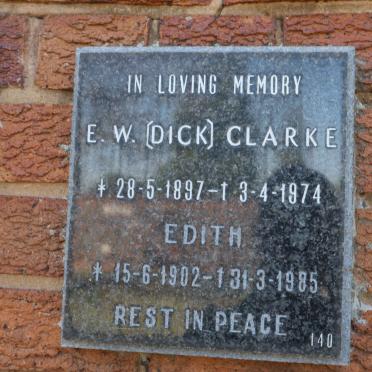 IN LOVING MEMORY
E. W. (DICK) CLARKE
* 28-5-1897-† 3-4-1974
EDITH
* 15-6-1902-† 31-3-1985
REST IN PEACE
140